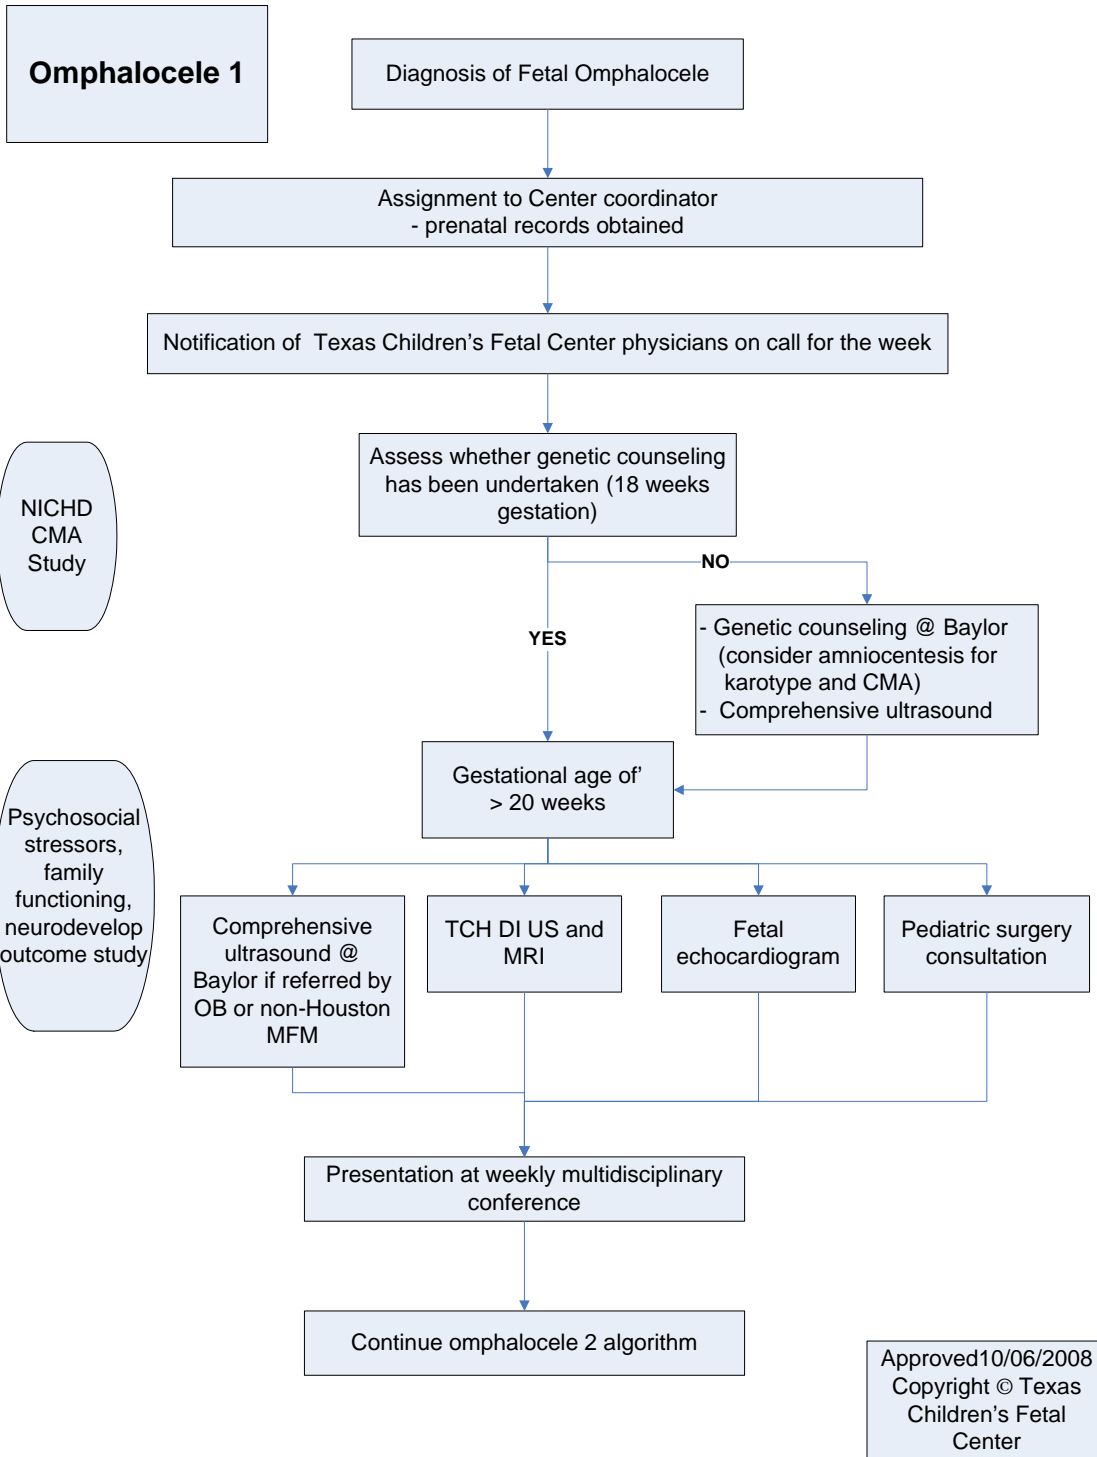 Omphalocele 1
Diagnosis of Fetal Omphalocele
Assignment to Center coordinator
- prenatal records obtained
Notification of  Texas Children's Fetal Center physicians on call for the week
Assess whether genetic counseling
has been undertaken (18 weeks
gestation)
NICHD
CMA
Study
NO
YES
- Genetic counseling @ Baylor
(consider amniocentesis for
karotype and CMA)
-  Comprehensive ultrasound
Gestational age of'
> 20 weeks
Psychosocial
stressors,
family
functioning,
neurodevelop
outcome study
Comprehensive
ultrasound @
Baylor if referred by
OB or non-Houston
MFM
TCH DI US and
MRI
Fetal
echocardiogram
Pediatric surgery
consultation
Presentation at weekly multidisciplinary
conference
Continue omphalocele 2 algorithm
Approved10/06/2008
Copyright © Texas
Children's Fetal
Center